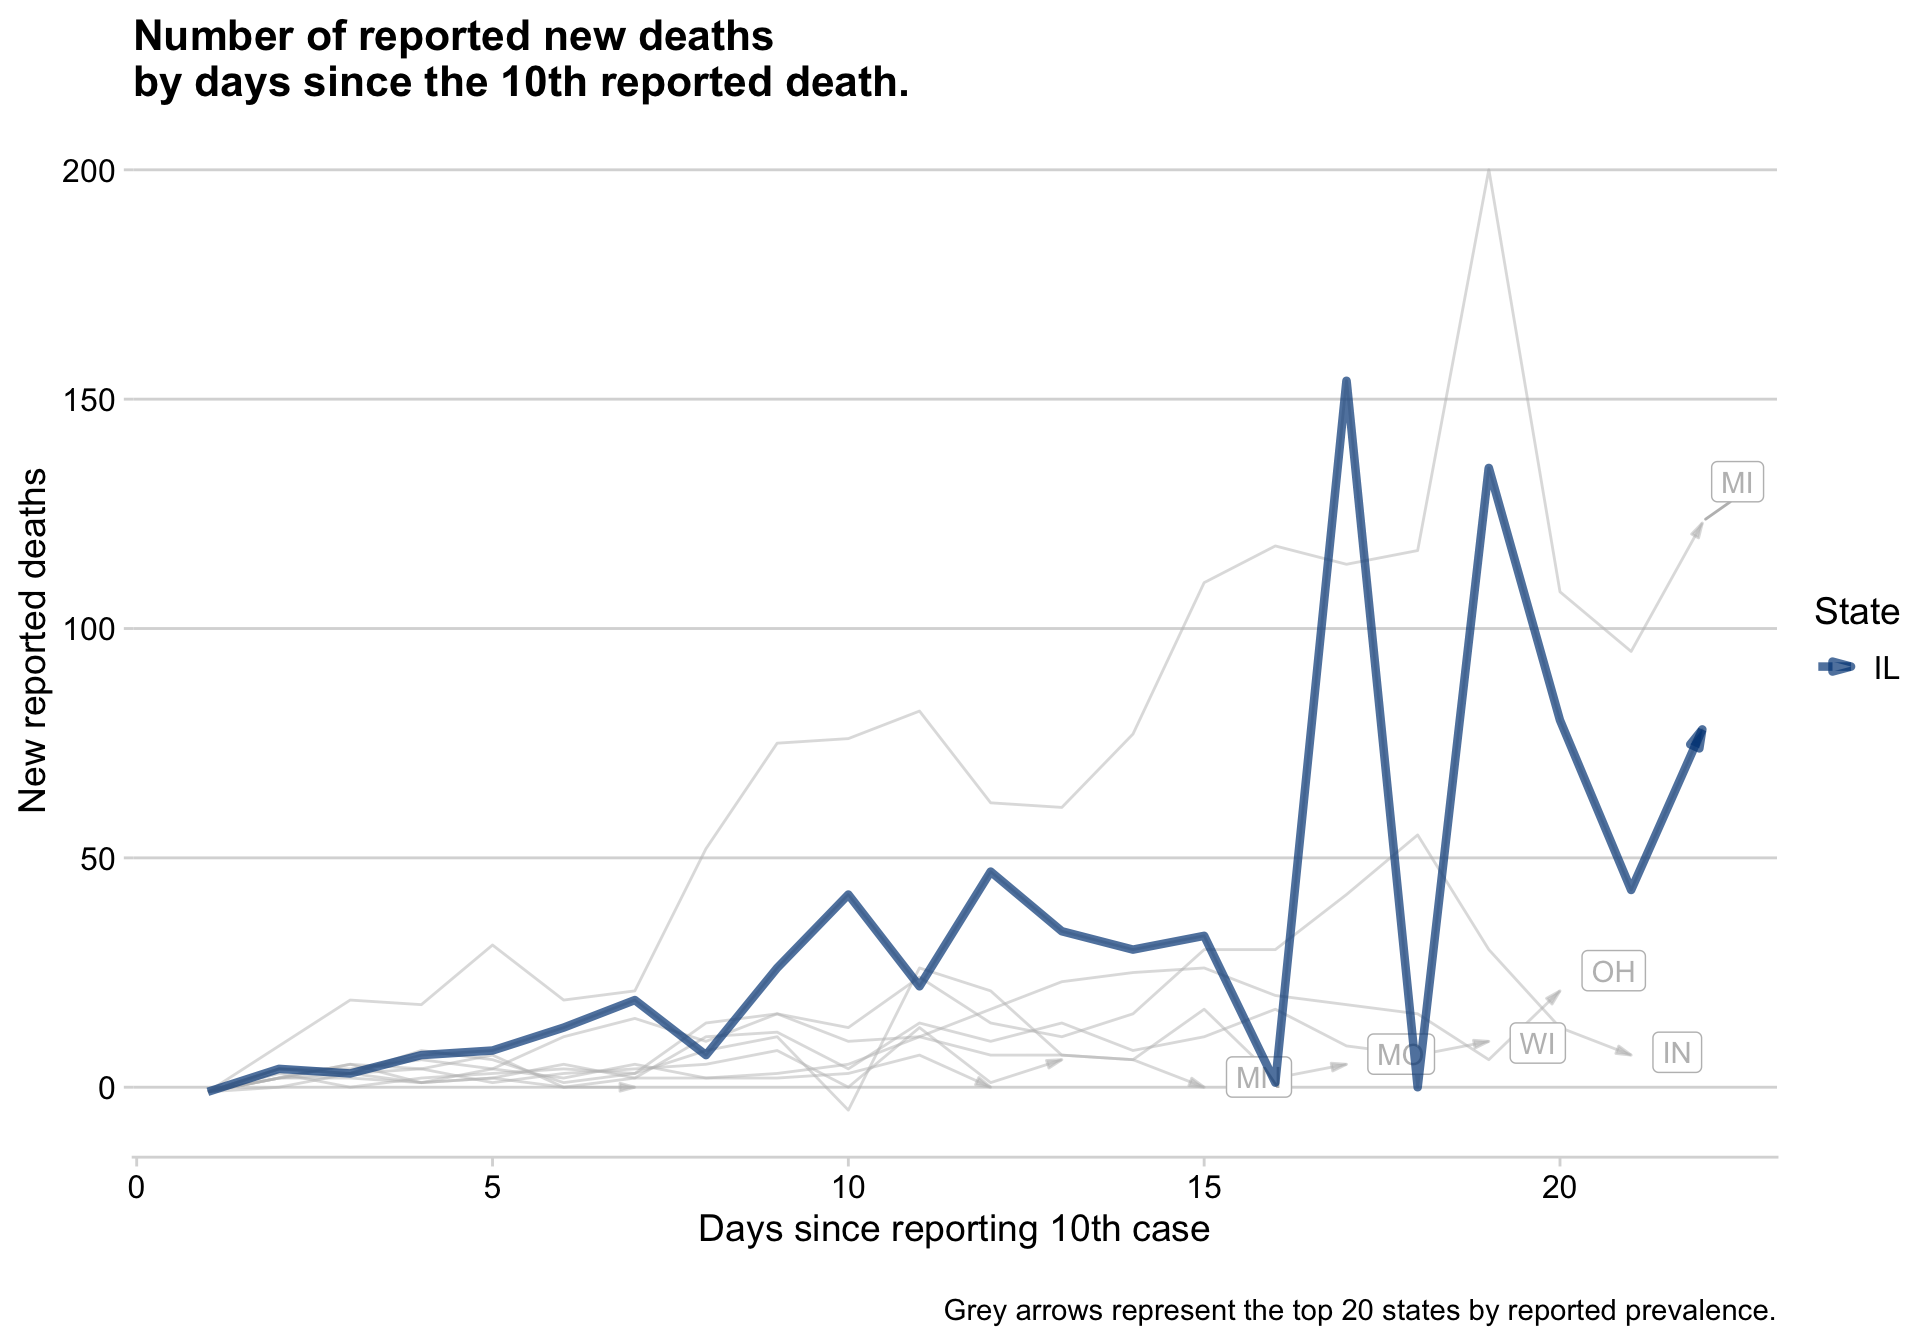 Number of reported new deaths
by days since the 10th reported death.
200
150
100
50
0
New reported deaths
MI
OH
IN
WI
MO
0
5
10
15
20
Days since reporting 10th case
State
IL
Grey arrows represent the top 20 states by reported prevalence.